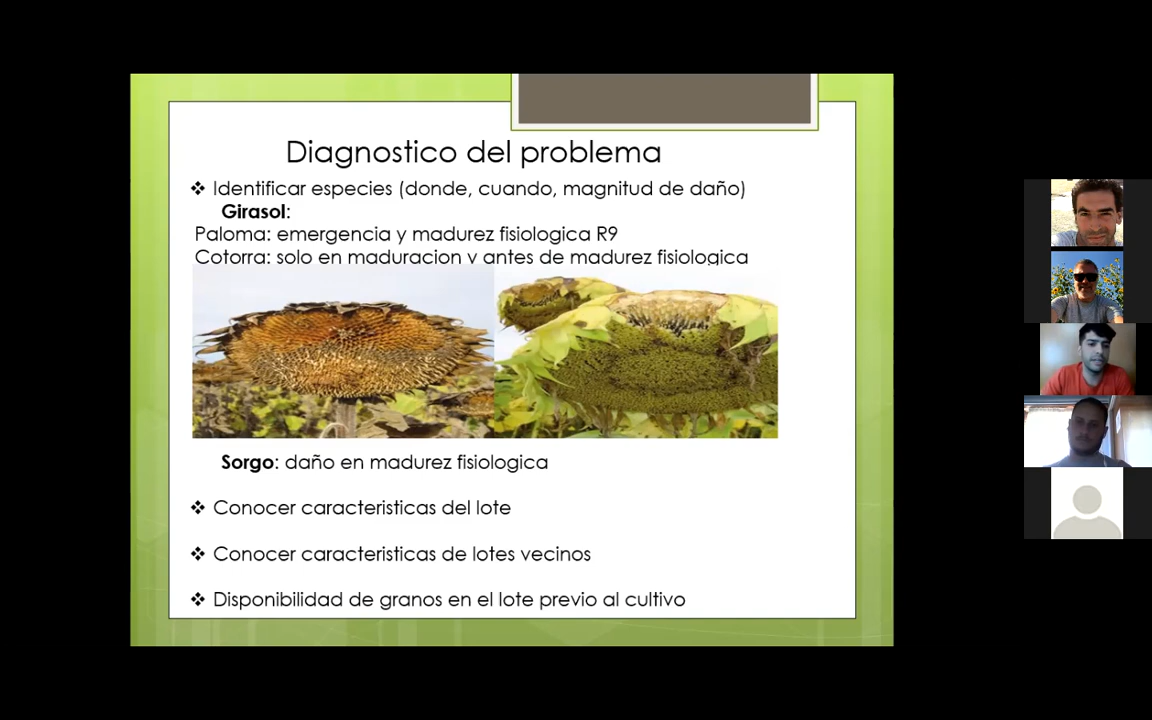 Diagnostico del problema
❖ Identificar especies (donde, cuando, magnitud de daño)
Girasol:
Paloma: emergencia y madurez fisiologica R9
Cotorra: solo en maduracion y antes de madurez fisiologica
Sorgo: daño en madurez fisiologica
❖ Conocer caracteristicas del lote
❖ Conocer caracteristicas de lotes vecinos
❖ Disponibilidad de granos en el lote previo al cultivo